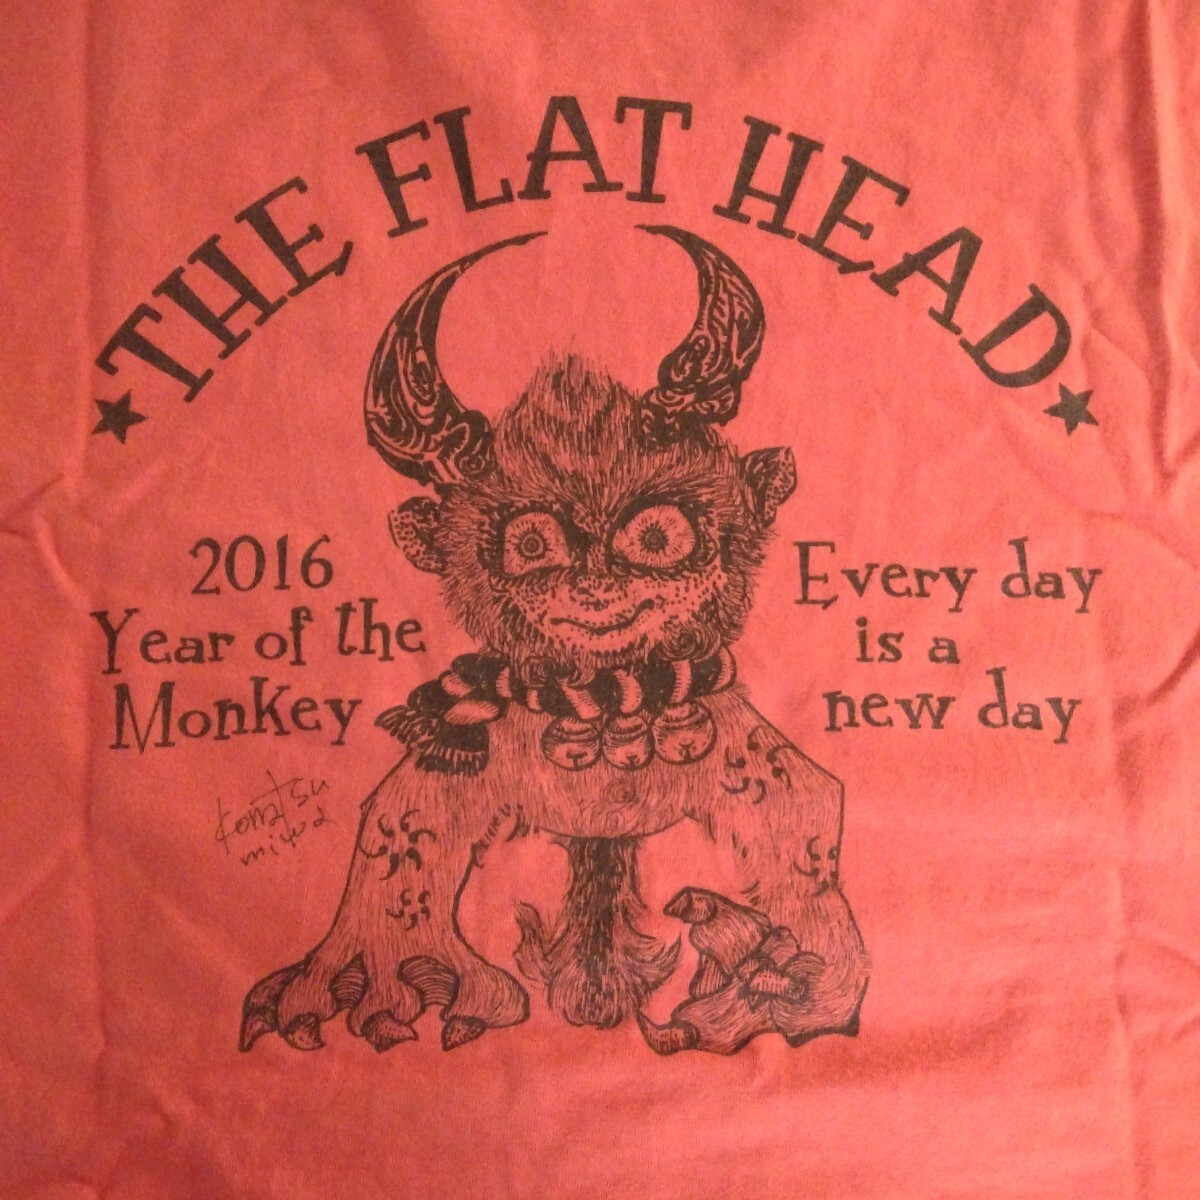 THE FLAT HEAD
2016
Year of the
Monkey
Every day
is a
new day
komatsu
miwa